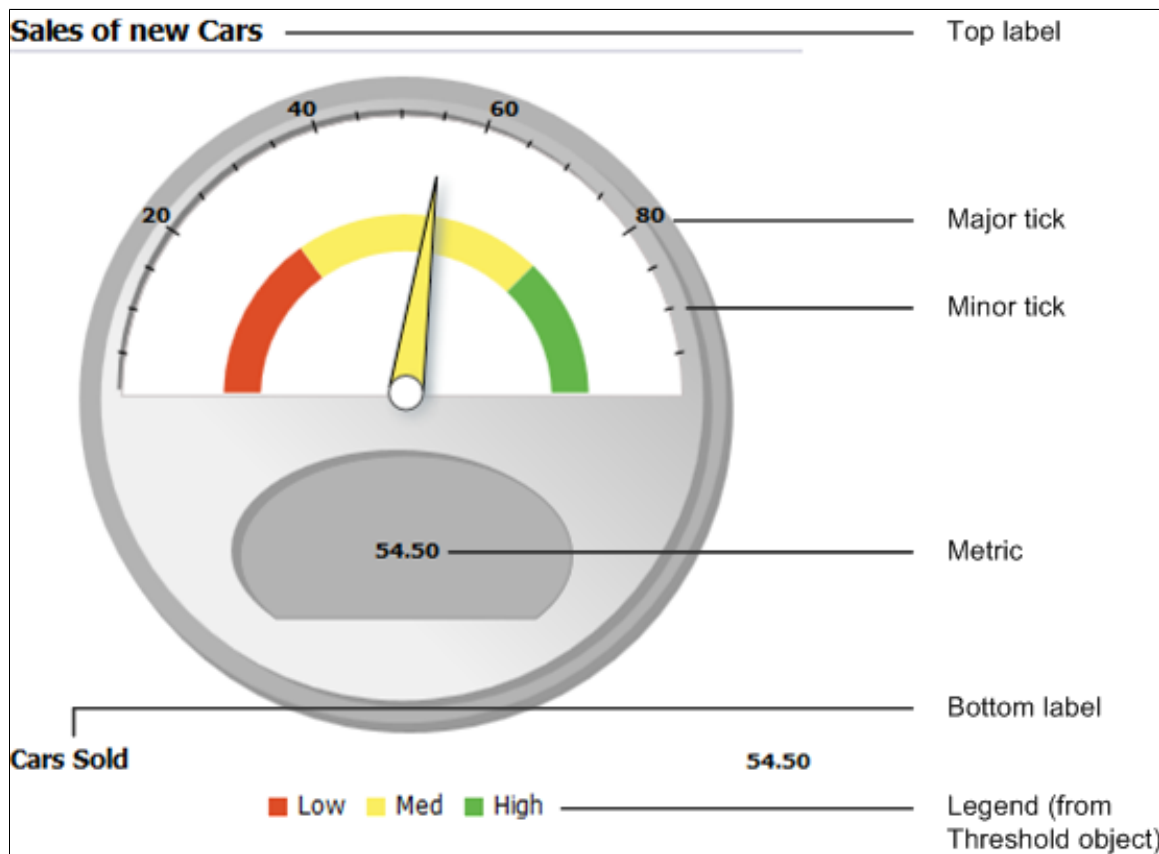 Sales of new Cars
Top label
40
60
20
80
Major tick
Minor tick
54.50
Metric
Bottom label
Cars Sold
54.50
Low
Med
High
Legend (from
Threshold object)